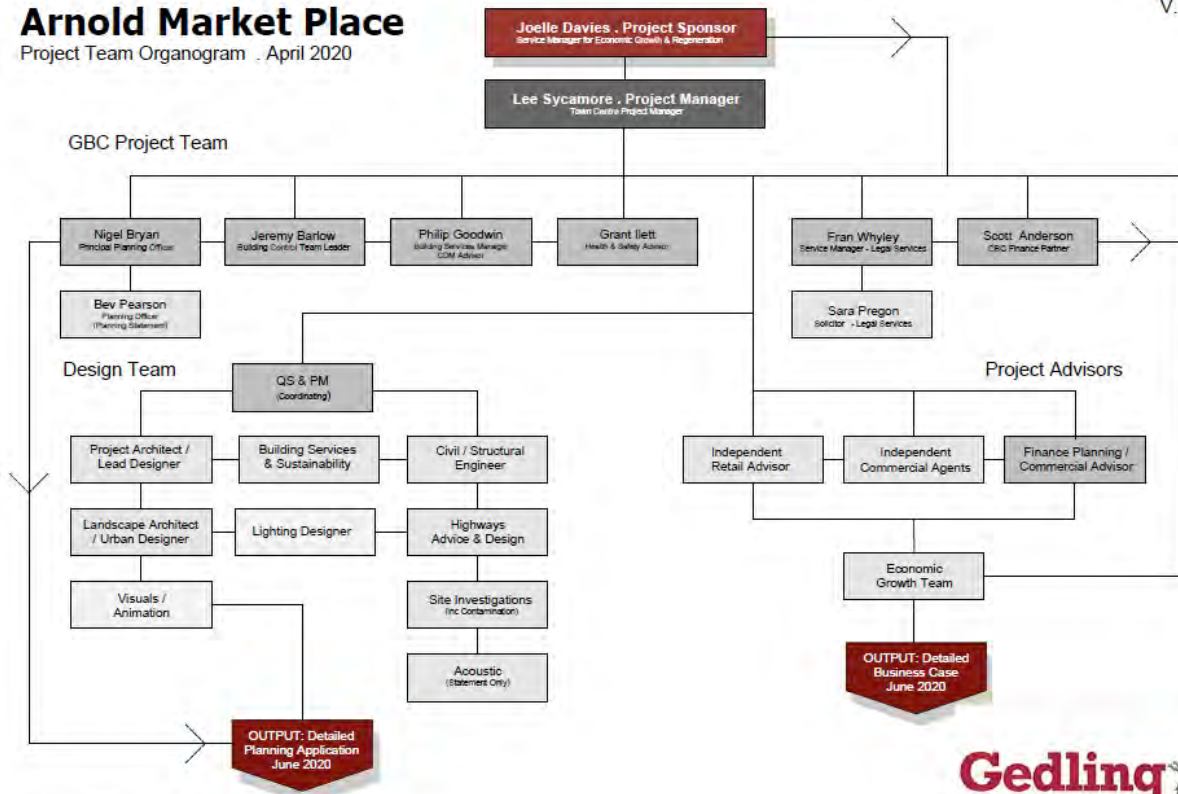 Arnold Market Place
Project Team Organogram . April 2020
V.
Joelle Davies . Project Sponsor
Service Manager for Economic Growth & Regeneration
Lee Sycamore . Project Manager
Town Centre Project Manager
GBC Project Team
Nigel Bryan
Principal Planning Officer
Jeremy Barlow
Building Control Team Leader
Philip Goodwin
Building Services Manager
CDM Advisor
Grant Ilett
Health & Safety Advisor
Fran Whyley
Service Manager - Legal Services
Scott Anderson
CBC Finance Partner
Bev Pearson
Planning Officer
(Planning Statement)
Sara Pregon
Solicitor - Legal Services
Design Team
QS & PM
(Coordinating)
Project Architect /
Lead Designer
Building Services
& Sustainability
Civil / Structural
Engineer
Landscape Architect
/ Urban Designer
Lighting Designer
Highways
Advice & Design
Visuals /
Animation
Site Investigations
(Inc Contamination)
Acoustic
(Statement Only)
OUTPUT: Detailed
Planning Application
June 2020
Project Advisors
Independent
Retail Advisor
Independent
Commercial Agents
Finance Planning /
Commercial Advisor
Economic
Growth Team
OUTPUT: Detailed
Business Case
June 2020
Gedling